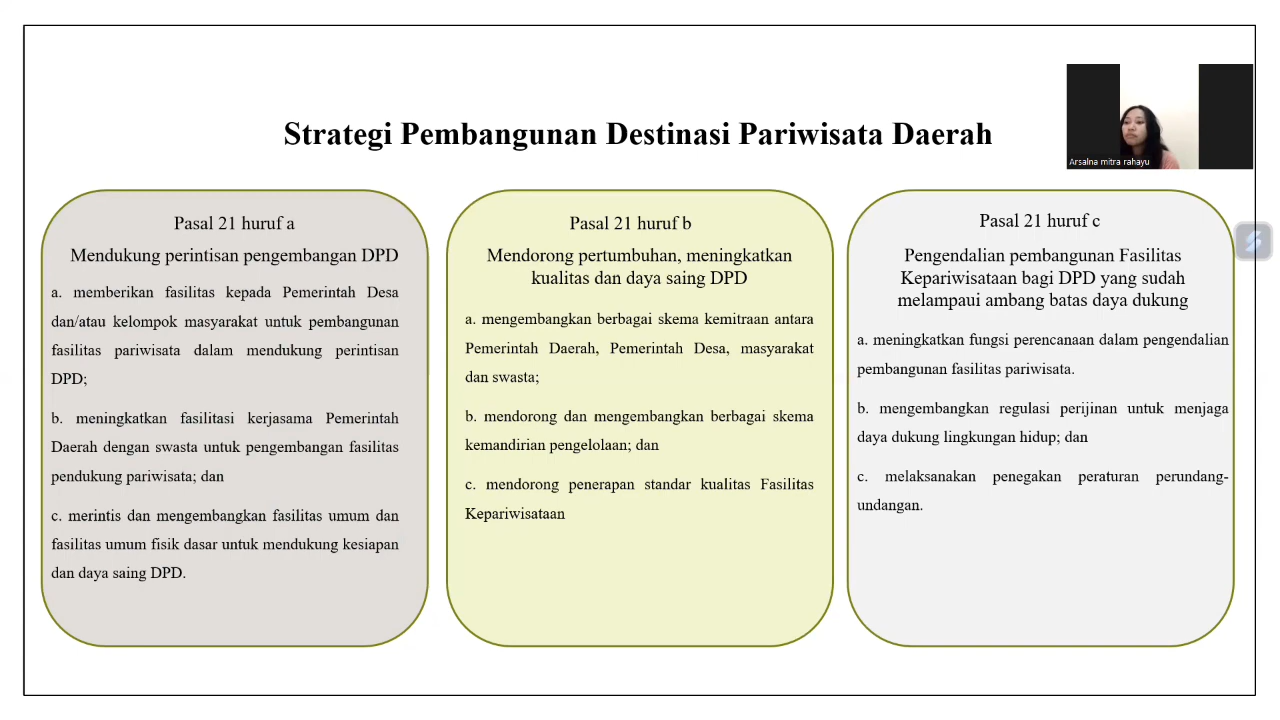 Strategi Pembangunan Destinasi Pariwisata Daerah
Arsalna mitra rahayu
Pasal 21 huruf a
Mendukung perintisan pengembangan DPD
a. memberikan fasilitas kepada Pemerintah Desa
dan/atau kelompok masyarakat untuk pembangunan
fasilitas pariwisata dalam mendukung perintisan
DPD;
b. meningkatkan fasilitasi kerjasama Pemerintah
Daerah dengan swasta untuk pengembangan fasilitas
pendukung pariwisata; dan
c. merintis dan mengembangkan fasilitas umum dan
fasilitas umum fisik dasar untuk mendukung kesiapan
dan daya saing DPD.
Pasal 21 huruf b
Mendorong pertumbuhan, meningkatkan
kualitas dan daya saing DPD
a. mengembangkan berbagai skema kemitraan antara
Pemerintah Daerah, Pemerintah Desa, masyarakat
dan swasta;
b. mendorong dan mengembangkan berbagai skema
kemandirian pengelolaan; dan
c. mendorong penerapan standar kualitas Fasilitas
Kepariwisataan
Pasal 21 huruf c
Pengendalian pembangunan Fasilitas
Kepariwisataan bagi DPD yang sudah
melampaui ambang batas daya dukung
a. meningkatkan fungsi perencanaan dalam pengendalian
pembangunan fasilitas pariwisata.
b. mengembangkan regulasi perijinan untuk menjaga
daya dukung lingkungan hidup; dan
c. melaksanakan penegakan peraturan perundang-
undangan.